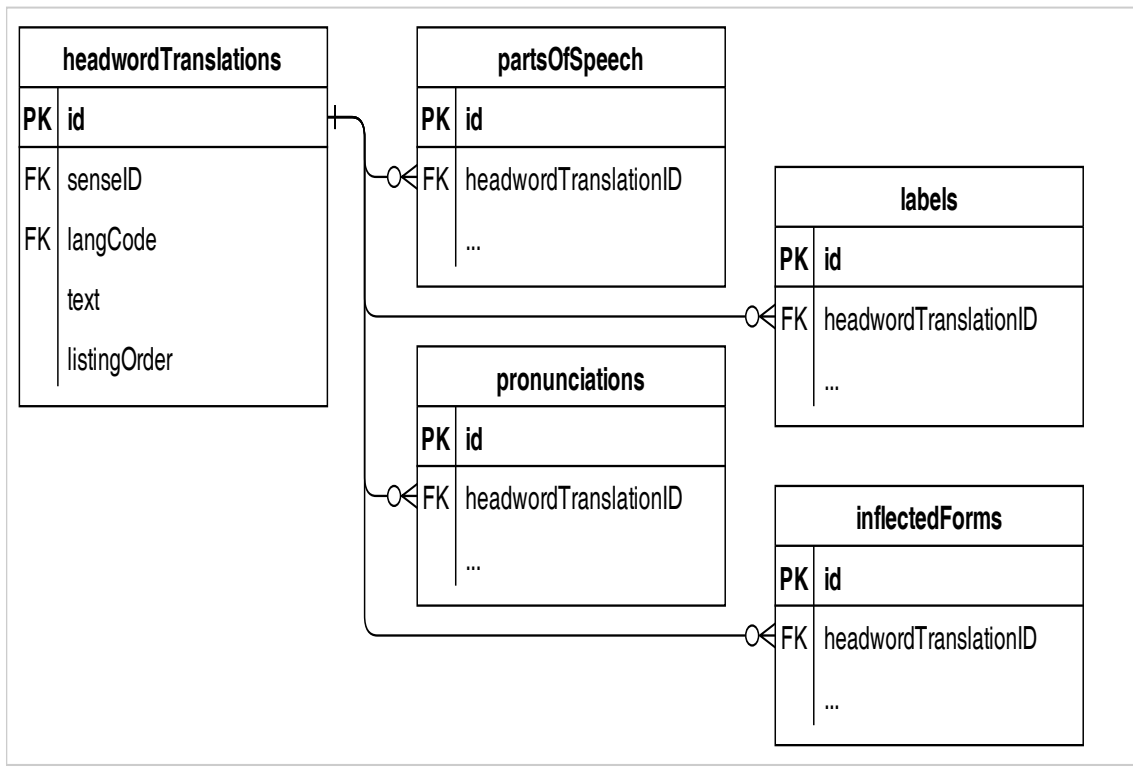 headwordTranslations
PK id
FK senseID
FK langCode
text
listingOrder
partsOfSpeech
PK id
FK headwordTranslationID
...
labels
PK id
FK headwordTranslationID
...
pronunciations
PK id
FK headwordTranslationID
...
inflectedForms
PK id
FK headwordTranslationID
...